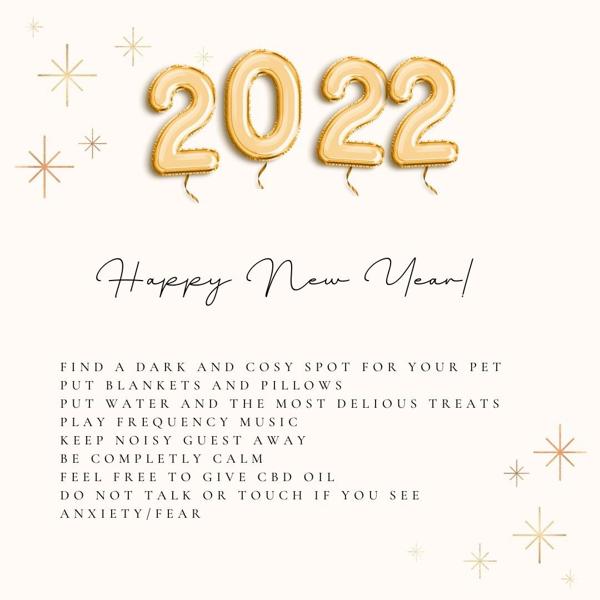 2022
Happy New Year!
FIND A DARK AND COSY SPOT FOR YOUR PET
PUT BLANKETS AND PILLOWS
PUT WATER AND THE MOST DELIOUS TREATS
PLAY FREQUENCY MUSIC
KEEP NOISY GUEST AWAY
BE COMPLETLY CALM
FEEL FREE TO GIVE CBD OIL
DO NOT TALK OR TOUCH IF YOU SEE
ANXIETY/FEAR